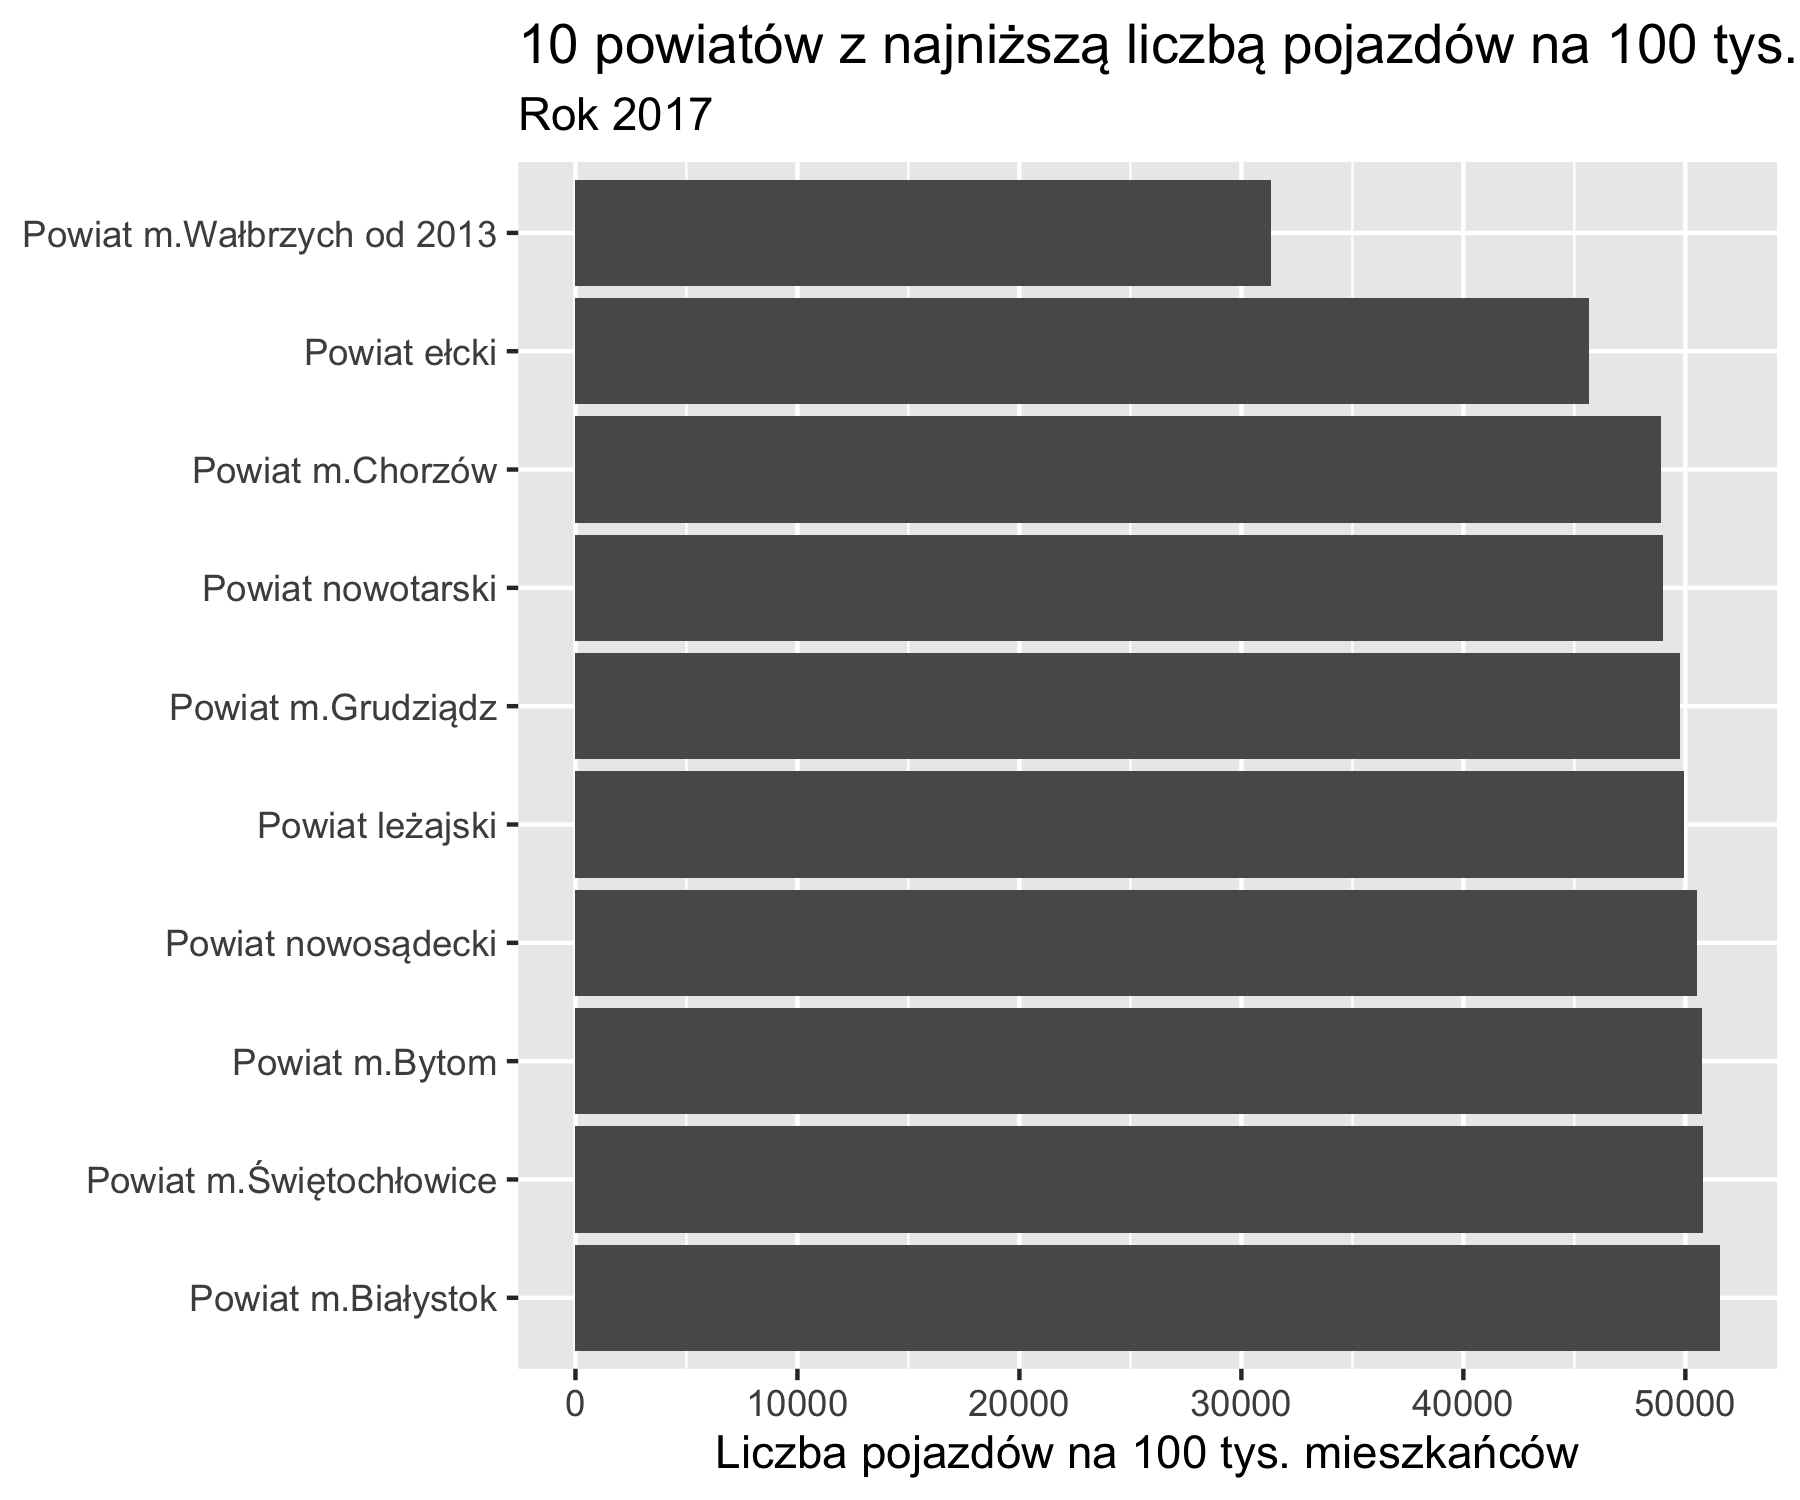 10 powiatów z najniższą liczbą pojazdów na 100 tys.
Rok 2017
Powiat m.Wałbrzych od 2013
Powiat ełcki
Powiat m.Chorzów
Powiat nowotarski
Powiat m.Grudziądz
Powiat leżajski
Powiat nowosądecki
Powiat m.Bytom
Powiat m.Świętochłowice
Powiat m.Białystok
0 10000 20000 30000 40000 50000
Liczba pojazdów na 100 tys. mieszkańców